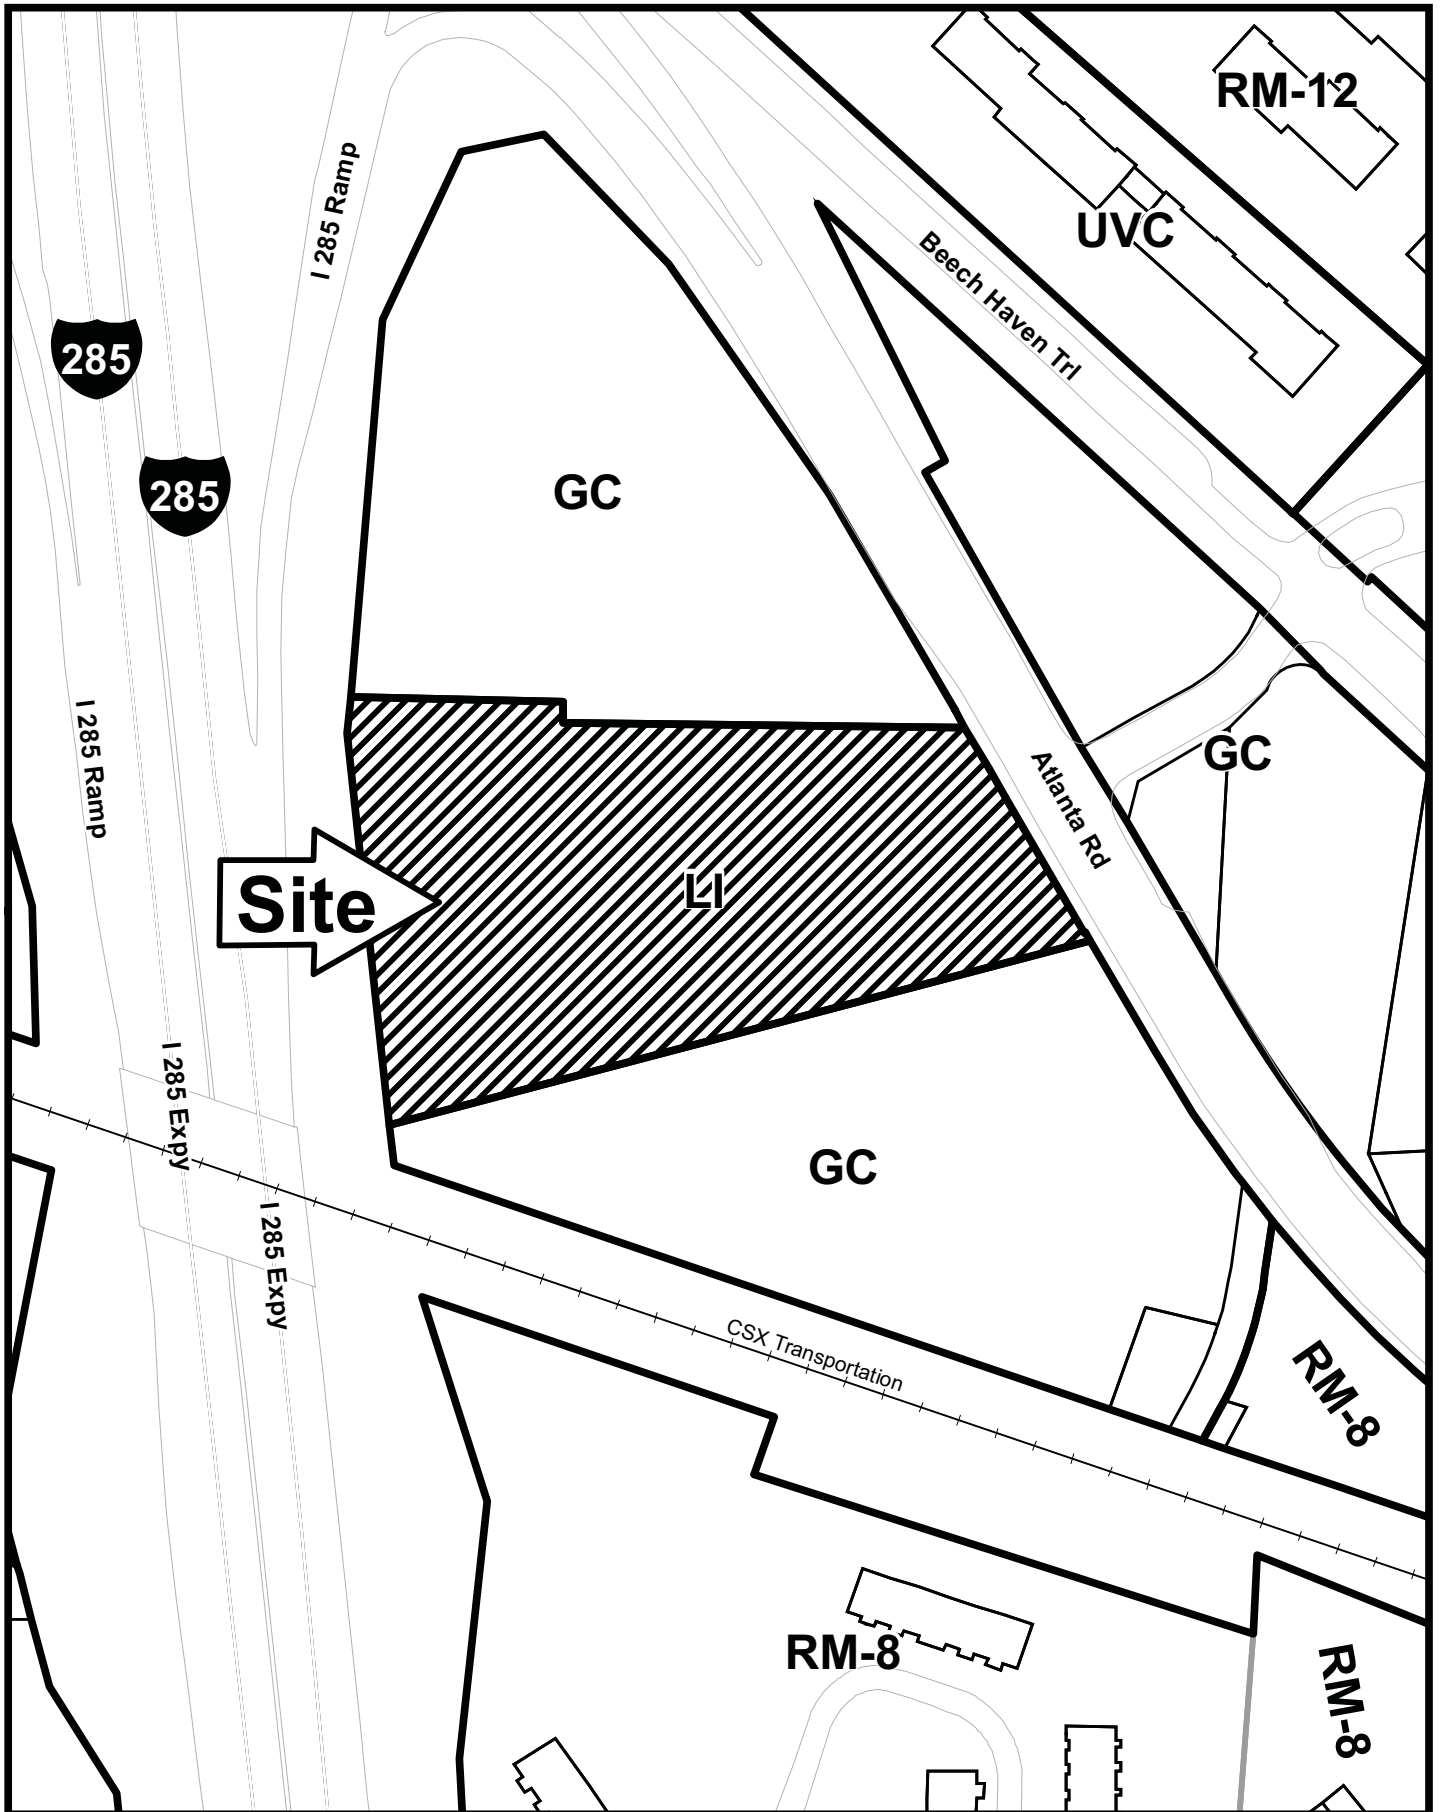 RM-12
UVC
I 285 Ramp
Beech Haven Trl
285
285
GC
I 285 Ramp
GC
Atlanta Rd
Site
LI
I 285 Expy
GC
I 285 Expy
CSX Transportation
RM-8
RM-8
RM-8